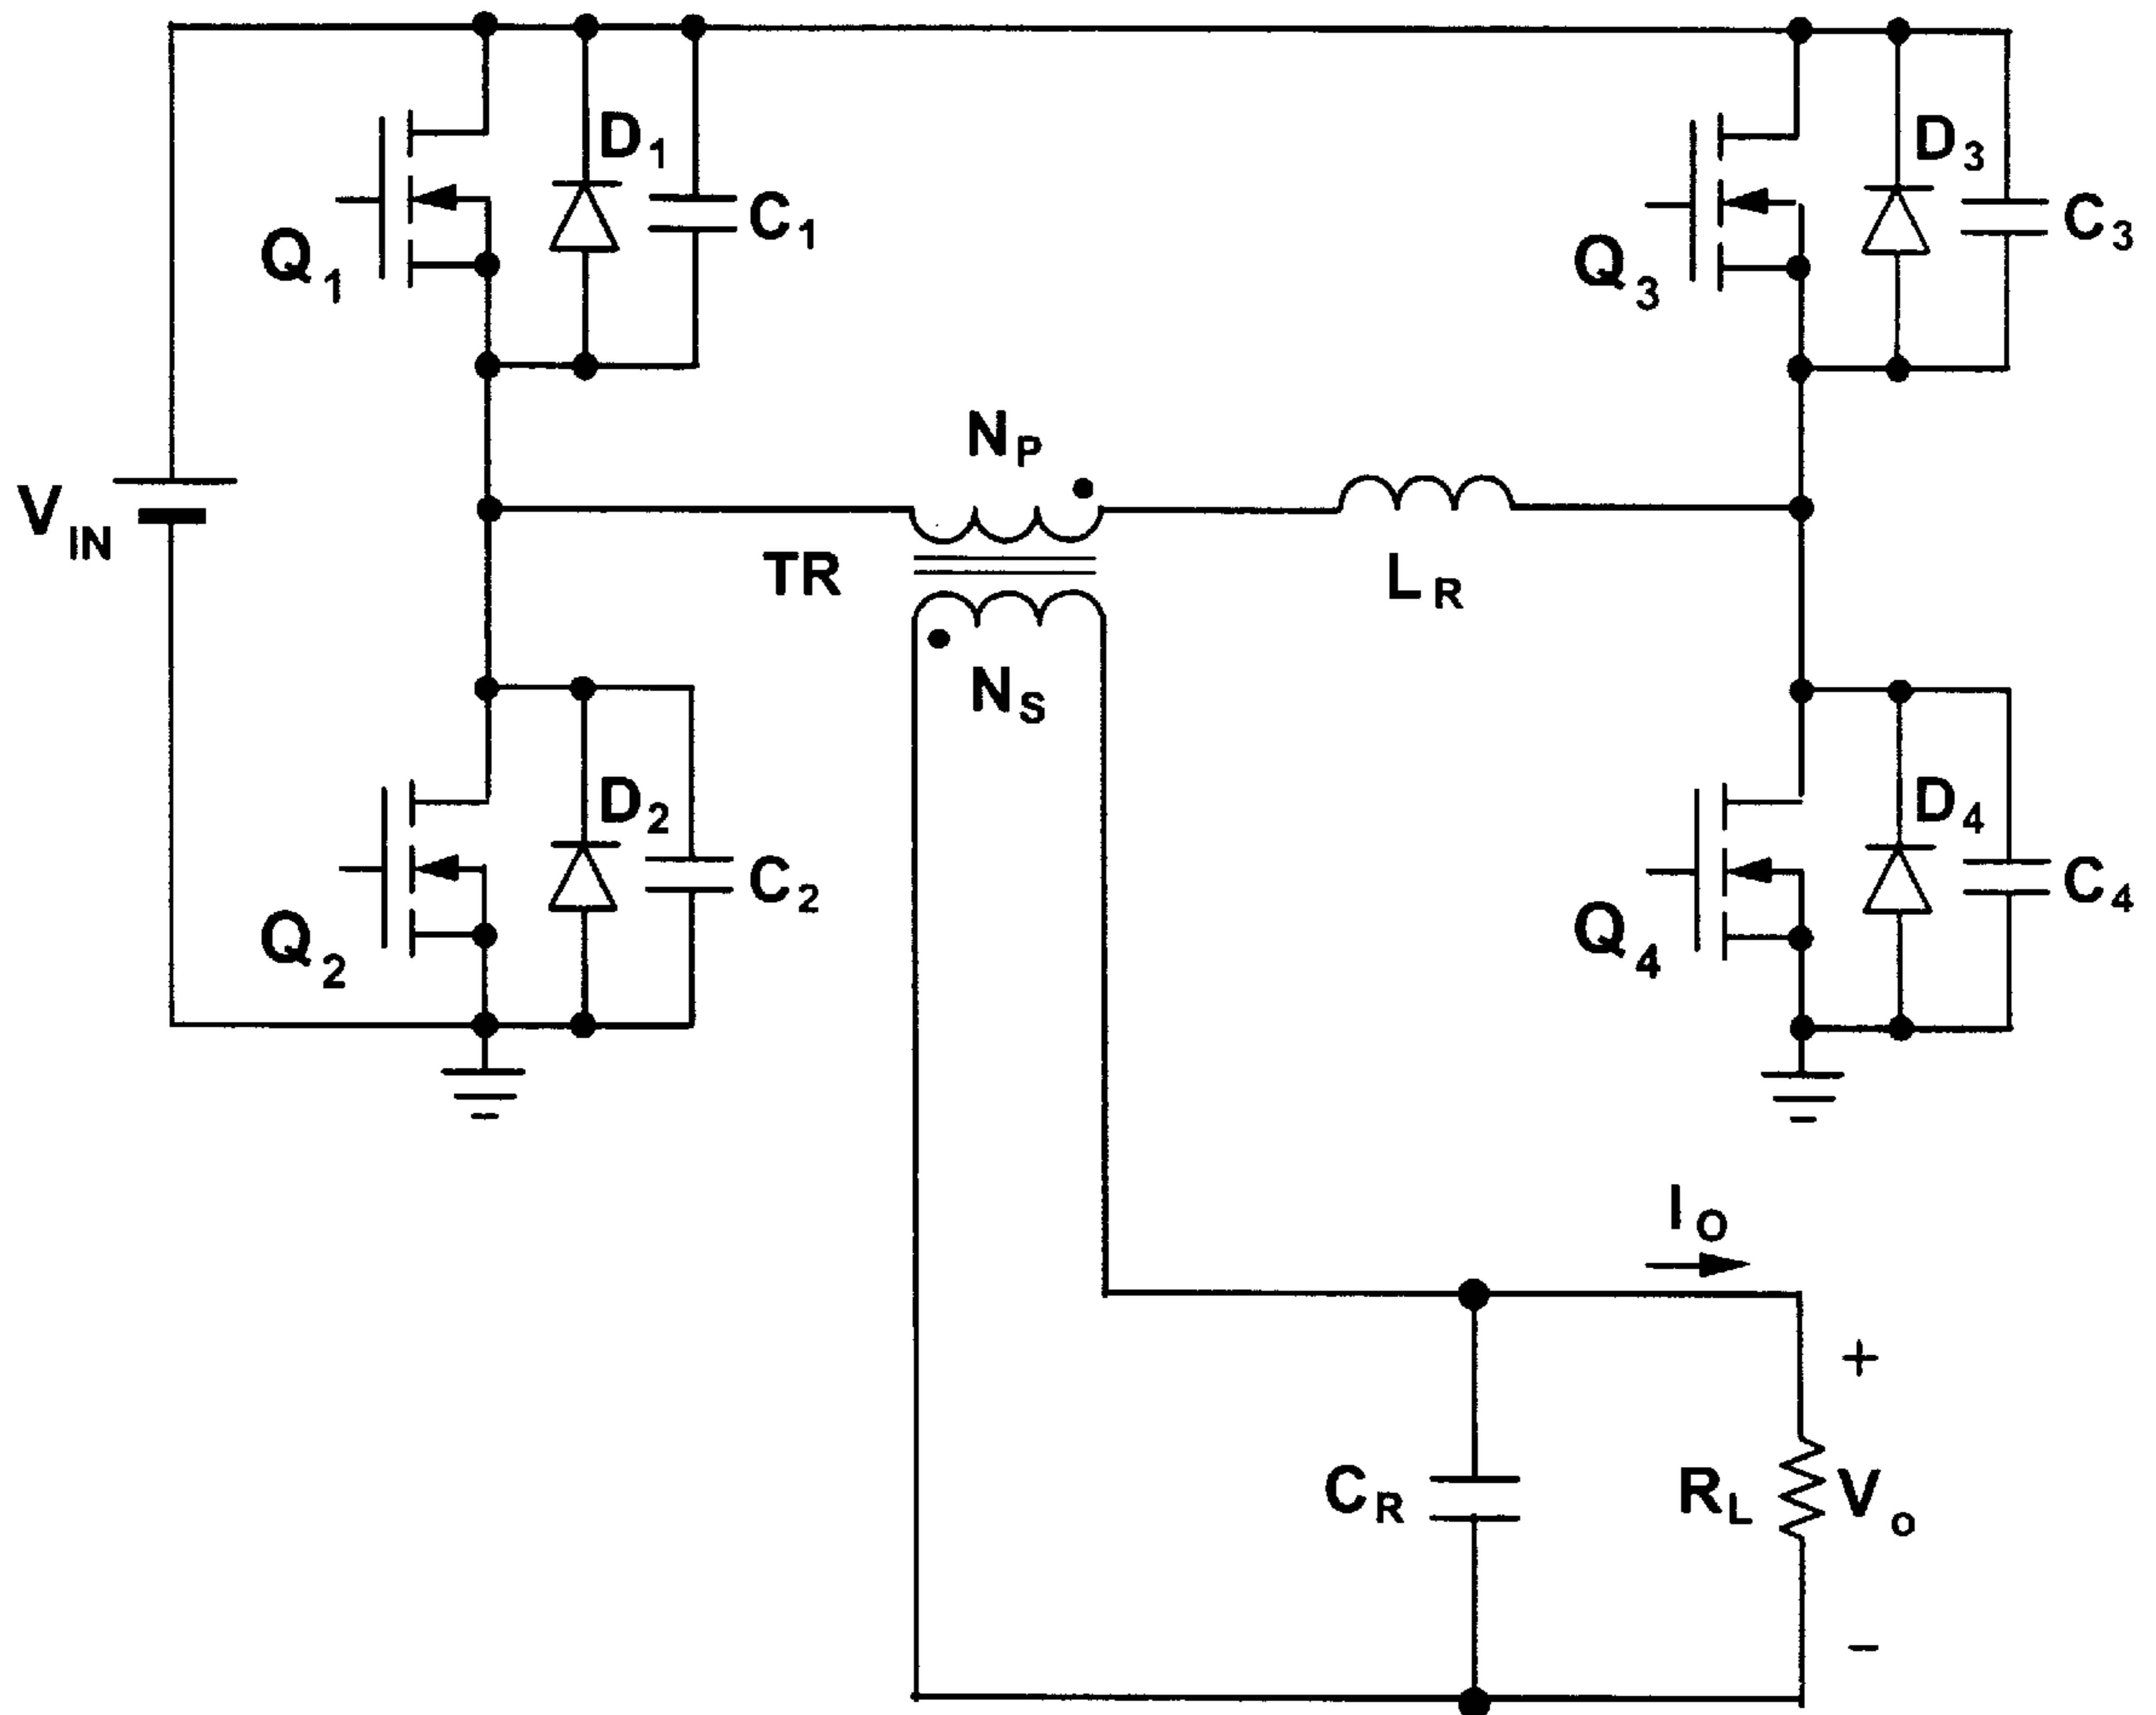 D1
C1
Q1
D3
C3
Q3
NP
VIN
TR
LR
NS
D2
C2
Q2
D4
C4
Q4
IO
+
CR
RL
Vo
−